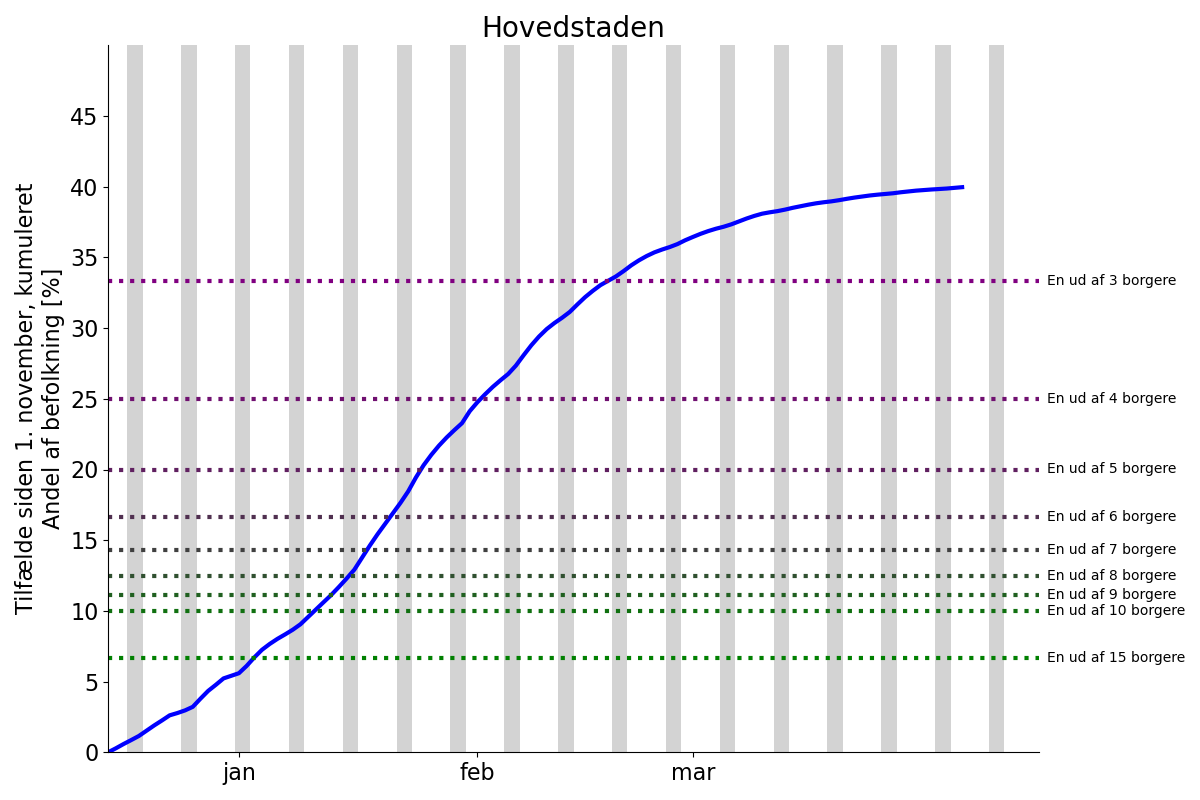 Hovedstaden
Tilfælde siden 1. november, kumuleret
Andel af befolkning [%]
45
40
35
30
25
20
15
10
5
0
jan
feb
mar
En ud af 3 borgere
En ud af 4 borgere
En ud af 5 borgere
En ud af 6 borgere
En ud af 7 borgere
En ud af 8 borgere
En ud af 9 borgere
En ud af 10 borgere
En ud af 15 borgere